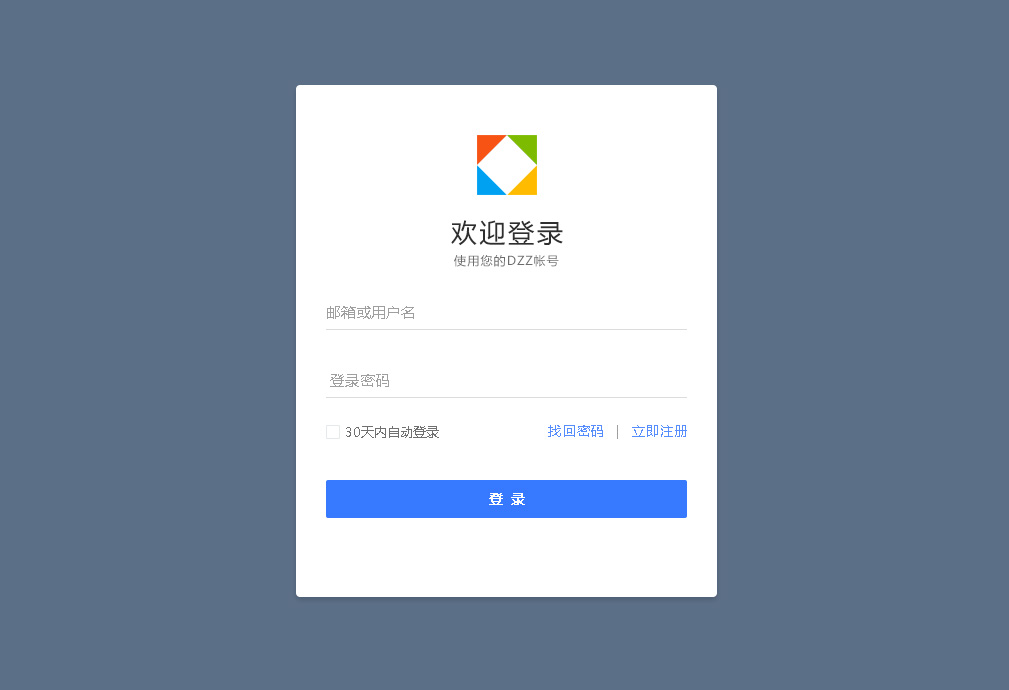 欢迎登录
使用您的DZZ帐号
邮箱或用户名
登录密码
30天内自动登录 找回密码 | 立即注册
登 录